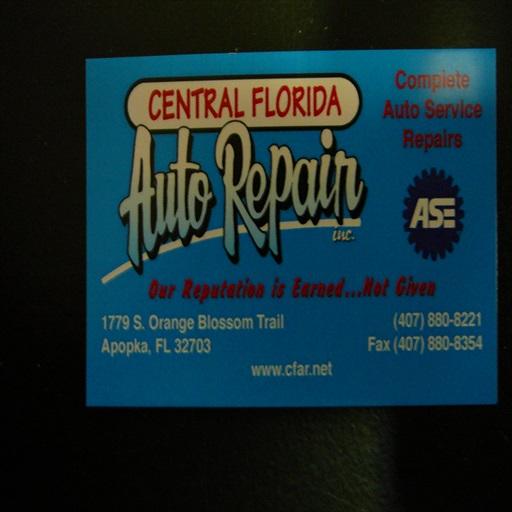 CENTRAL FLORIDA
Auto Repair
inc.
Complete
Auto Service
Repairs
ASE
Our Reputation is Earned...Not Given
1779 S. Orange Blossom Trail
Apopka, FL 32703
(407) 880-8221
Fax (407) 880-8354
www.cfar.net